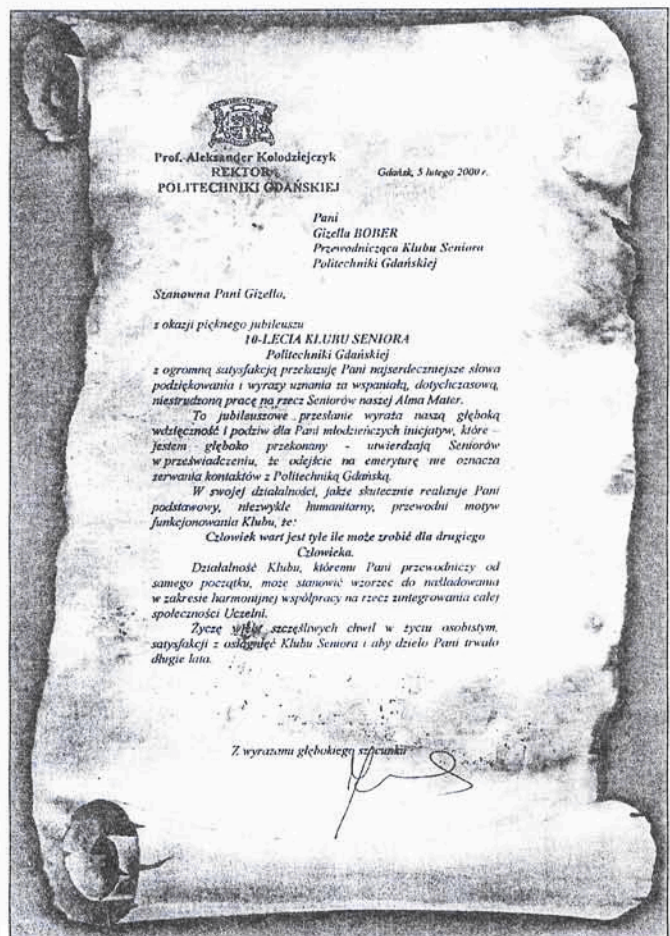 Prof. Aleksander Kołodziejczyk
REKTOR
POLITECHNIKI GDAŃSKIEJ
Gdańsk, 5 lutego 2000 r.
Pani
Gizella BOBER
Przewodnicząca Klubu Seniora
Politechniki Gdańskiej
Szanowna Pani Gizello,
z okazji pięknego jubileuszu
10-LECIA KLUBU SENIORA
Politechniki Gdańskiej
z ogromną satysfakcją przekazuję Pani najserdeczniejsze słowa
podziękowania i wyrazy uznania za wspaniałą, dotychczasową,
niestrudzoną pracę na rzecz Seniorów naszej Alma Mater.
To jubileuszowe przesłanie wyraża naszą głęboką
wdzięczność i podziw dla Pani młodzieńczych inicjatyw, które –
jestem głęboko przekonany - utwierdzają Seniorów
w przeświadczeniu, że odejście na emeryturę nie oznacza
zerwania kontaktów z Politechniką Gdańską.
W swojej działalności, jakże skutecznie realizuje Pani
podstawowy, niezwykle humanitarny, przewodni motyw
funkcjonowania Klubu, że:
Człowiek wart jest tyle ile może zrobić dla drugiego
Człowieka.
Działalność Klubu, któremu Pani przewodniczy od
samego początku, może stanowić wzorzec do naśladowania
w zakresie harmonijnej współpracy na rzecz zintegrowania całej
społeczności Uczelni.
Życzę wielu szczęśliwych chwil w życiu osobistym,
satysfakcji z osiągnięć Klubu Seniora i aby dzieło Pani trwało
długie lata.
Z wyrazami głębokiego szacunku